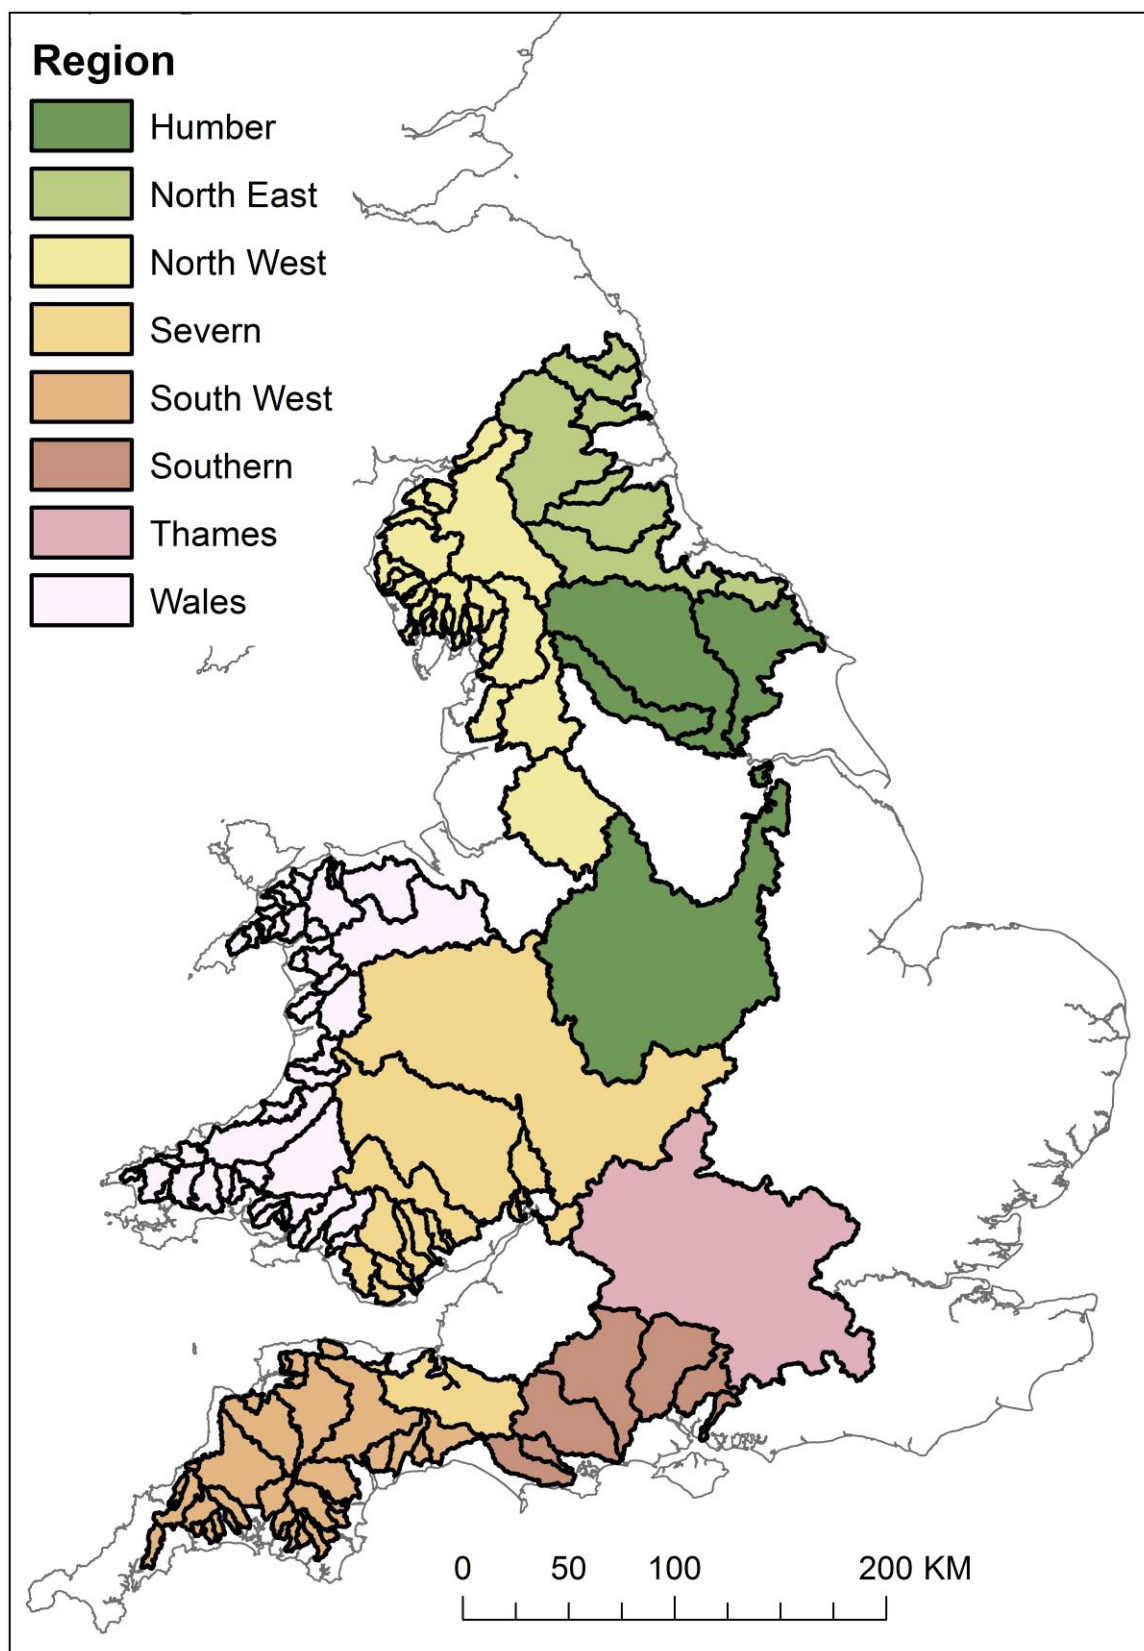 Region
Humber
North East
North West
Severn
South West
Southern
Thames
Wales
0 50 100 200 KM